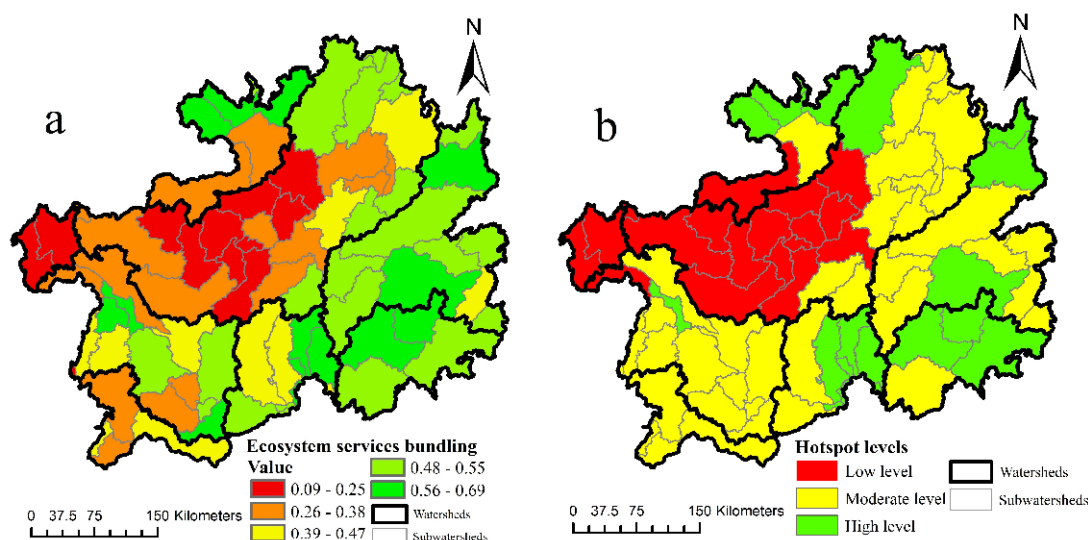 N
a
Ecosystem services bundling
Value
0.09 - 0.25
0.26 - 0.38
0.39 - 0.47
0.48 - 0.55
0.56 - 0.69
Watersheds
Subwatersheds
0 37.5 75 150 Kilometers
N
b
Hotspot levels
Low level
Moderate level
High level
Watersheds
Subwatersheds
0 37.5 75 150 Kilometers